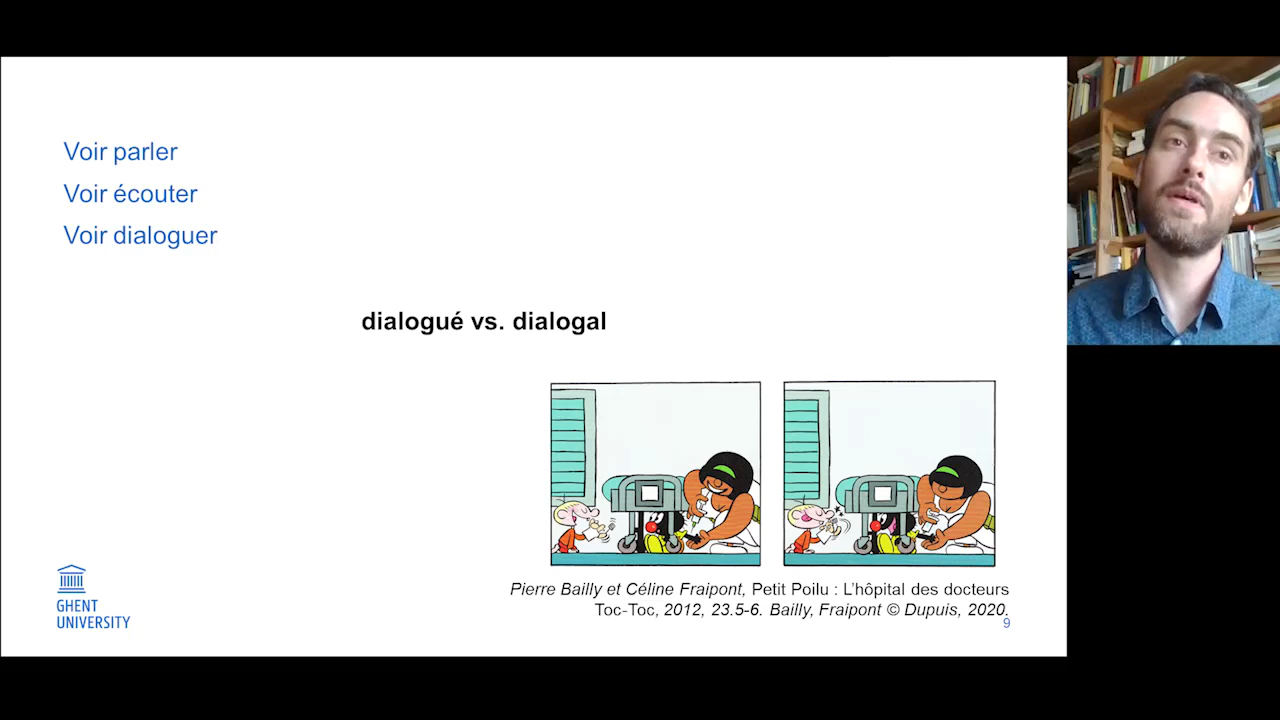 Voir parler
Voir écouter
Voir dialoguer
dialogué vs. dialogal
Pierre Bailly et Céline Fraipont, Petit Poilu : L’hôpital des docteurs
Toc-Toc, 2012, 23.5-6. Bailly, Fraipont © Dupuis, 2020.
9
GHENT
UNIVERSITY